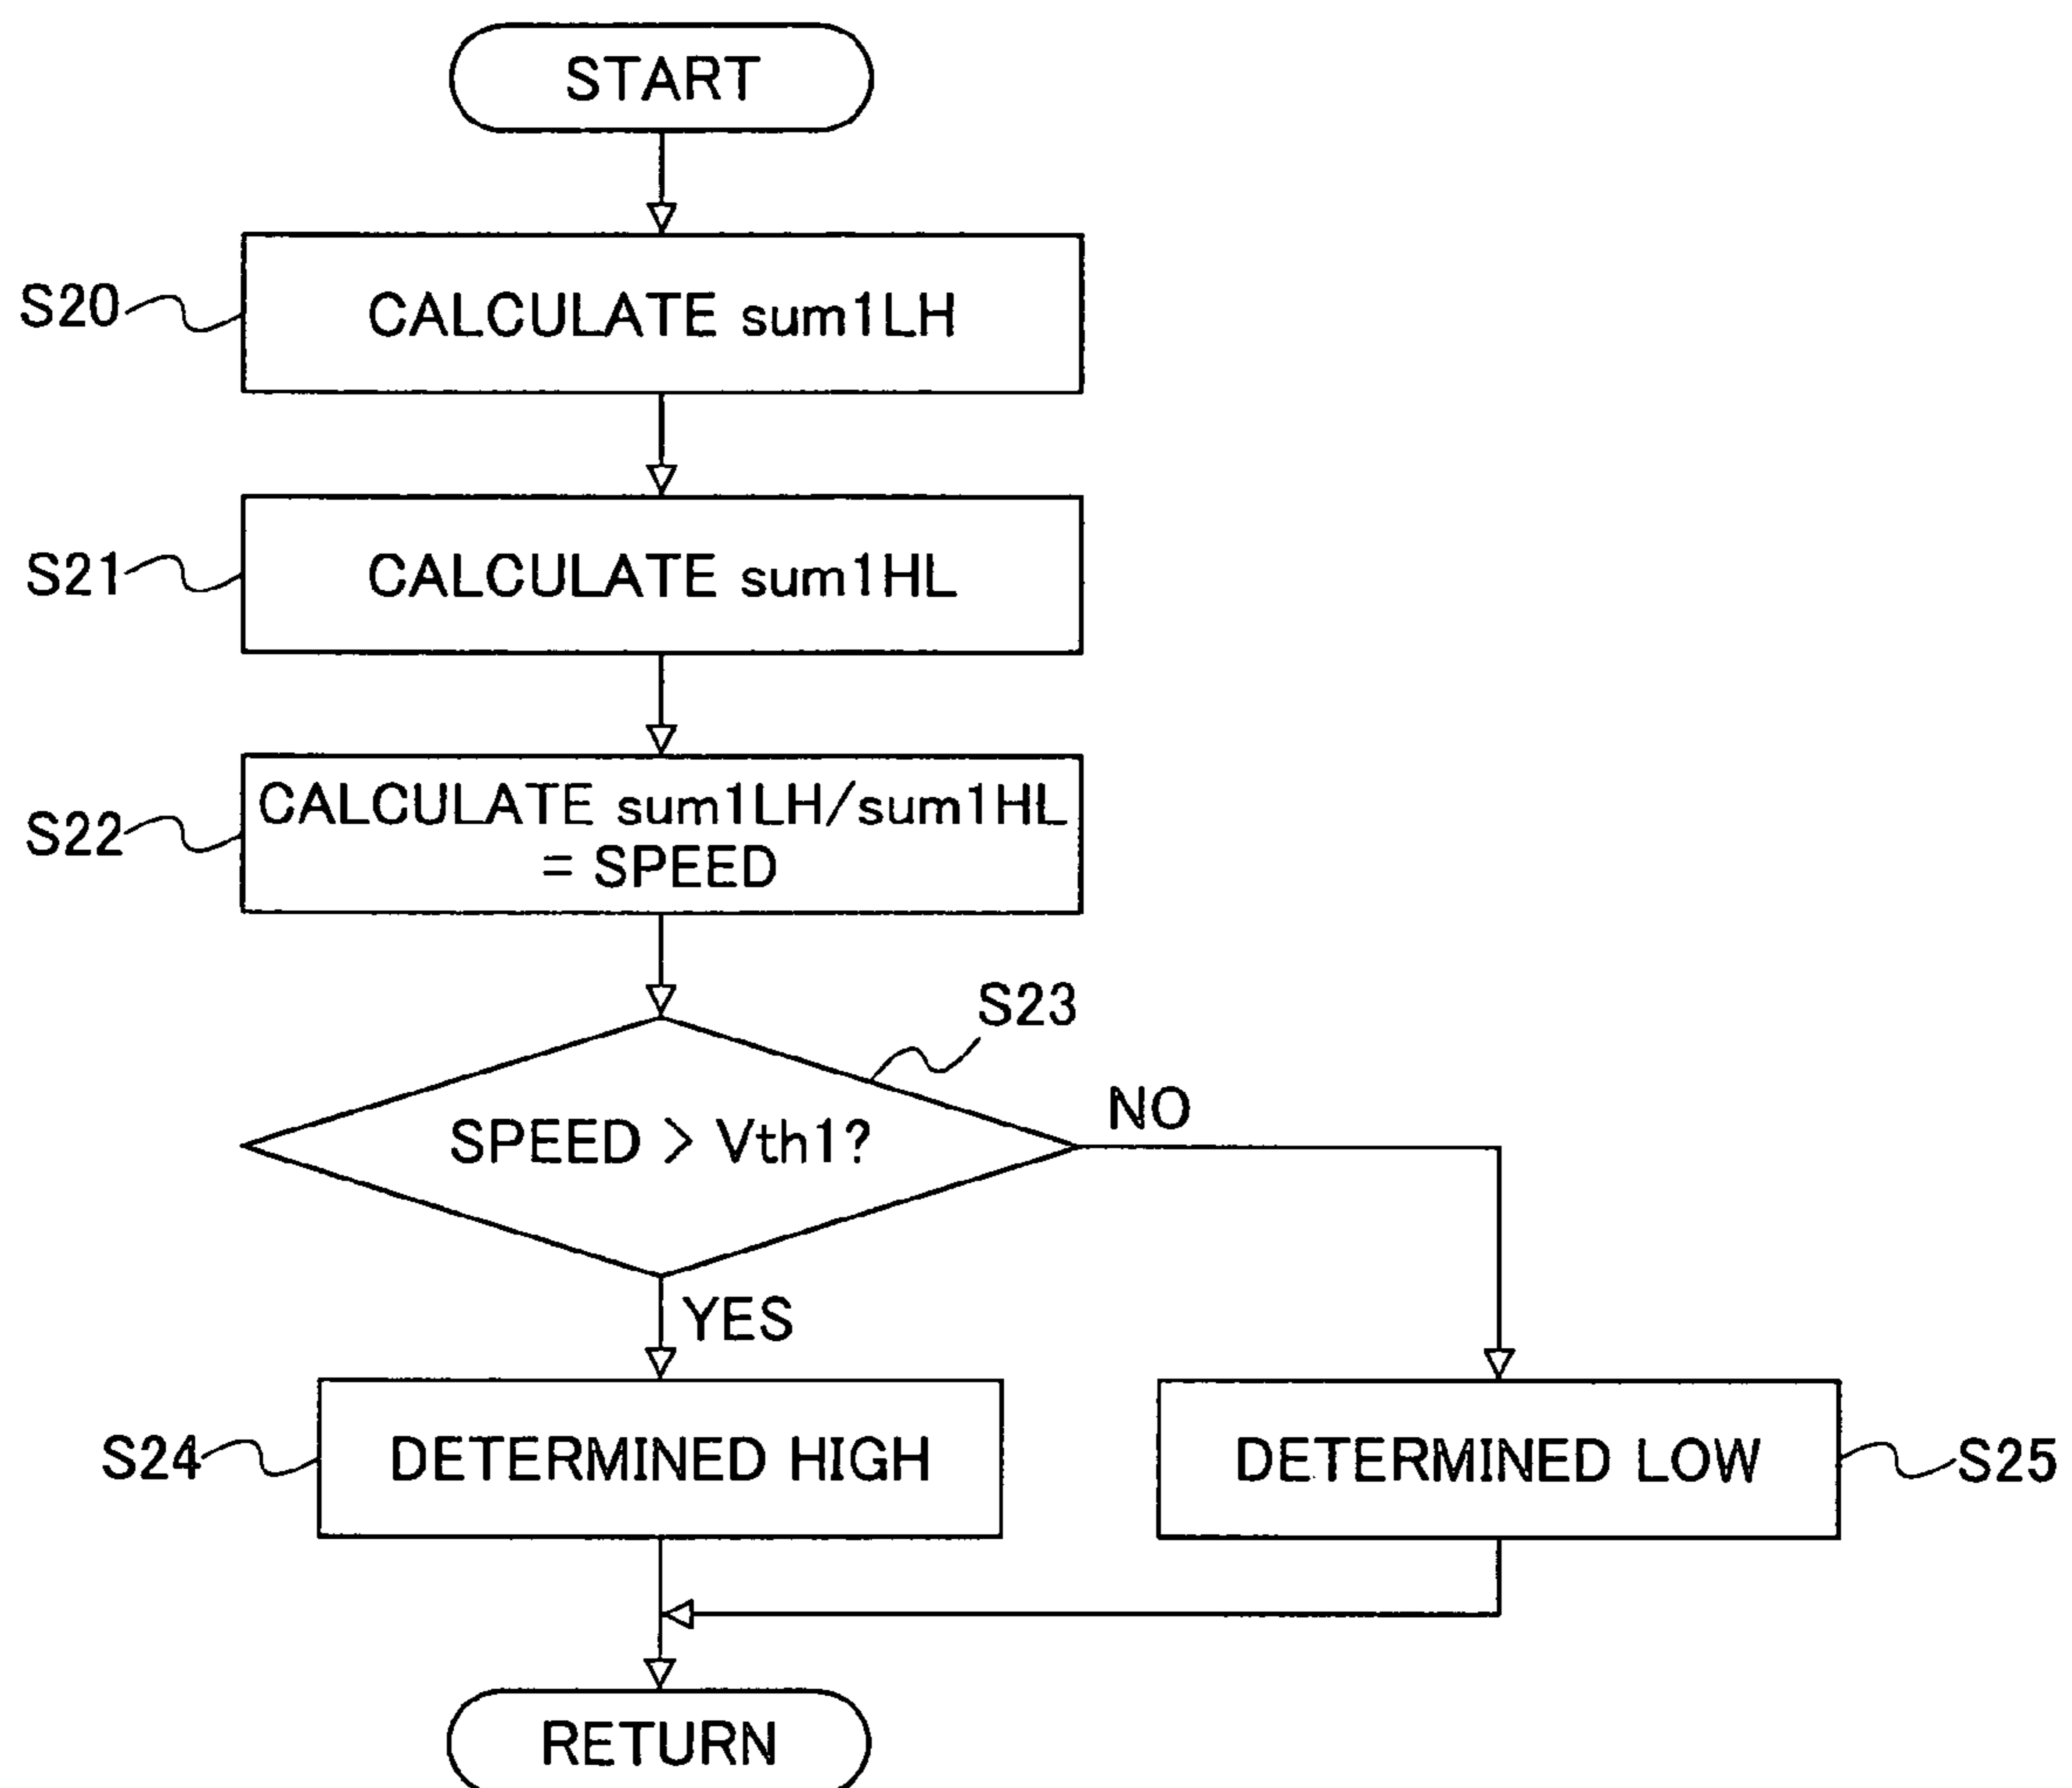 START
S20
CALCULATE sum1LH
S21
CALCULATE sum1HL
S22
CALCULATE sum1LH/sum1HL
= SPEED
S23
SPEED > Vth1?
NO
YES
S24
DETERMINED HIGH
DETERMINED LOW
S25
RETURN